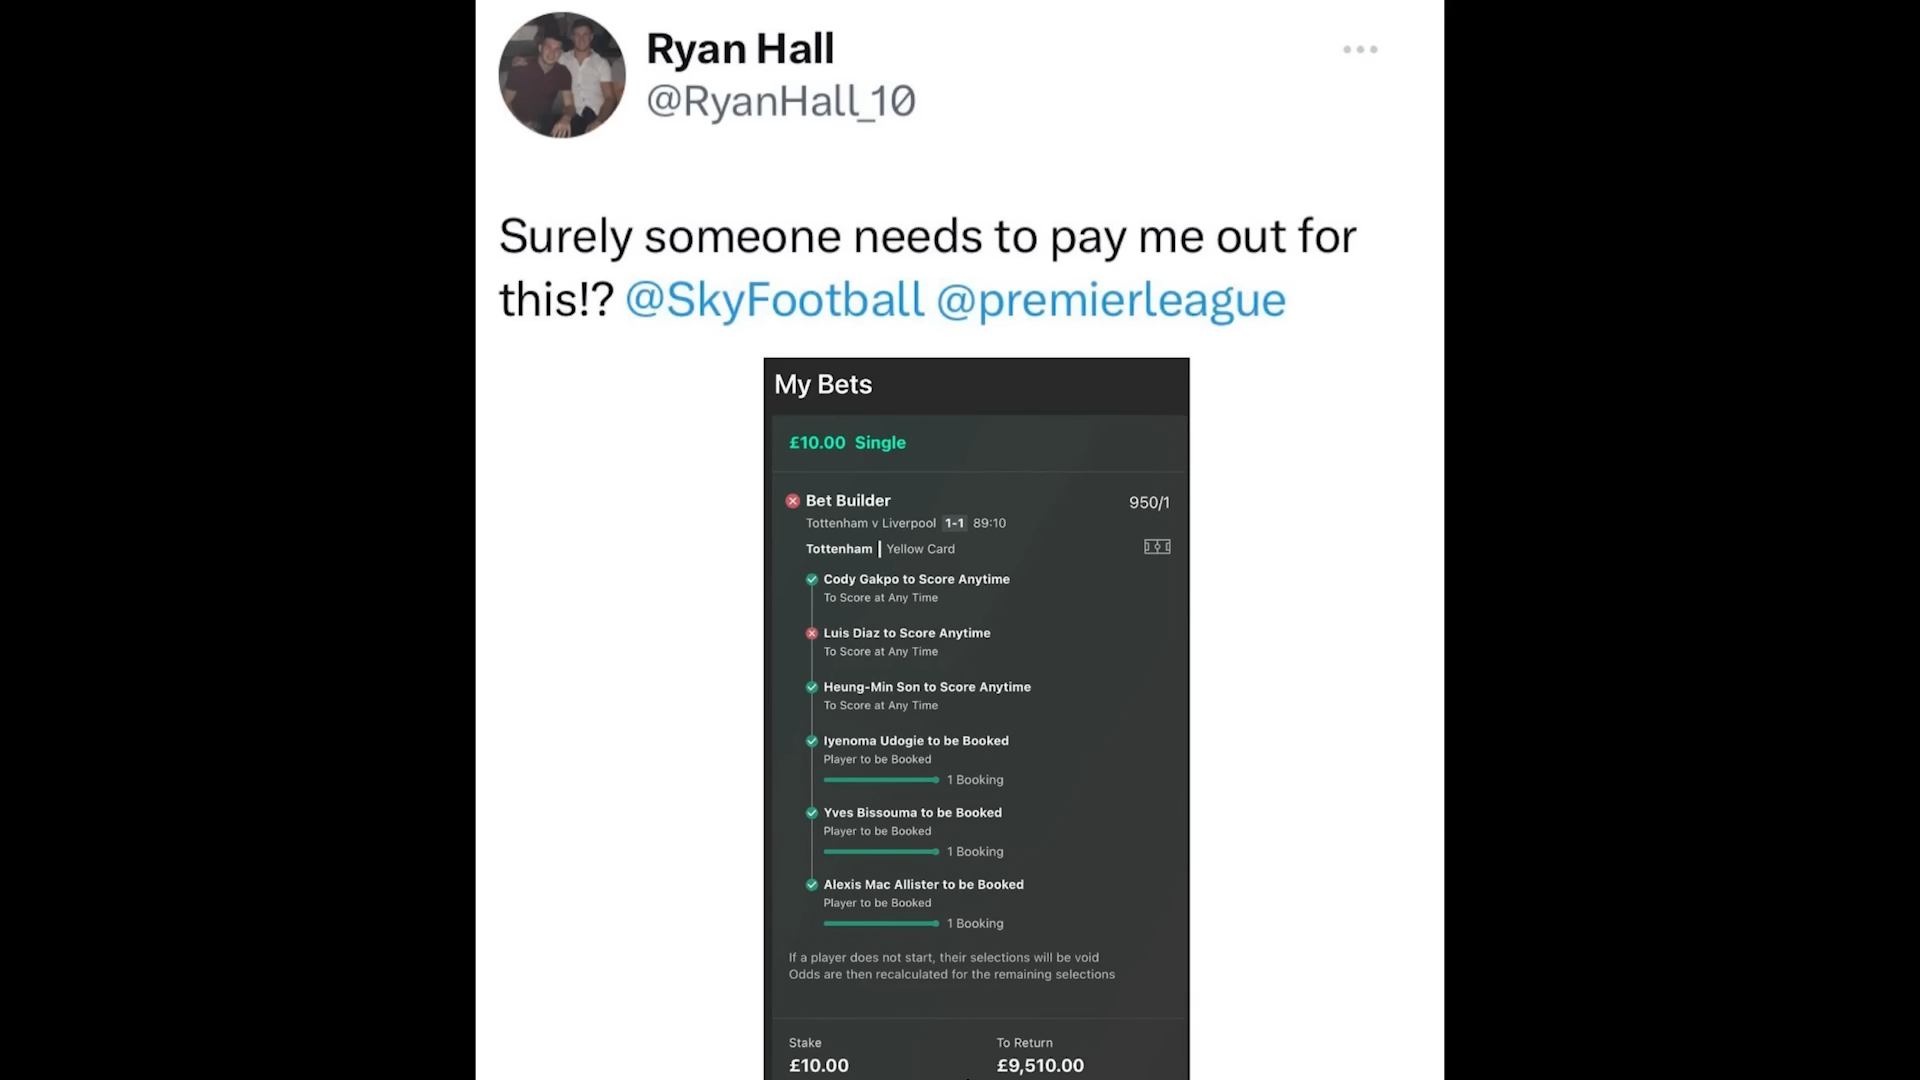 Ryan Hall
@RyanHall_10
Surely someone needs to pay me out for
this!? @SkyFootball @premierleague
My Bets
£10.00 Single
Bet Builder 950/1
Tottenham v Liverpool 1-1 89:10
Tottenham | Yellow Card
Cody Gakpo to Score Anytime
To Score at Any Time
Luis Diaz to Score Anytime
To Score at Any Time
Heung-Min Son to Score Anytime
To Score at Any Time
Iyenoma Udogie to be Booked
Player to be Booked
1 Booking
Yves Bissouma to be Booked
Player to be Booked
1 Booking
Alexis Mac Allister to be Booked
Player to be Booked
1 Booking
If a player does not start, their selections will be void
Odds are then recalculated for the remaining selections
Stake To Return
£10.00 £9,510.00